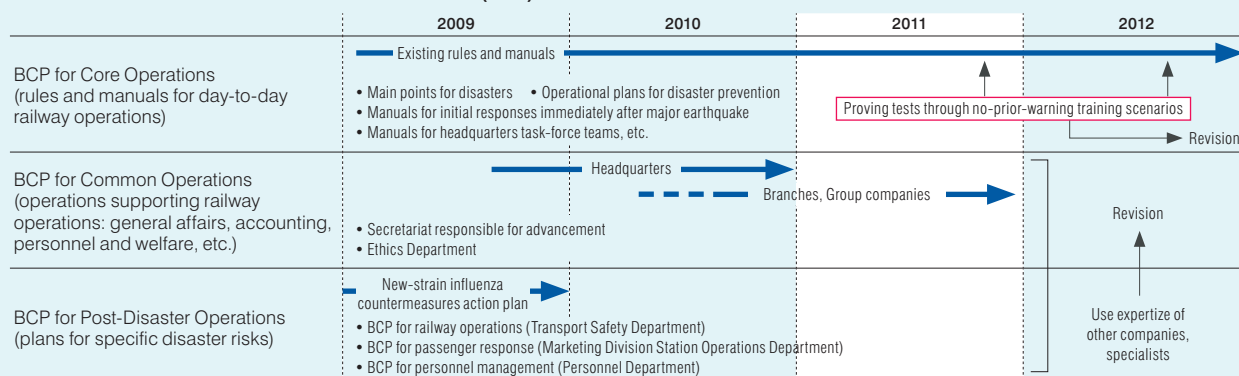 2009 2010 2011 2012
BCP for Core Operations
(rules and manuals for day-to-day
railway operations)
Existing rules and manuals
• Main points for disasters • Operational plans for disaster prevention
• Manuals for initial responses immediately after major earthquake
• Manuals for headquarters task-force teams, etc.
Proving tests through no-prior-warning training scenarios
Revision
BCP for Common Operations
(operations supporting railway
operations: general affairs, accounting,
personnel and welfare, etc.)
Headquarters
Branches, Group companies
• Secretariat responsible for advancement
• Ethics Department
Revision
BCP for Post-Disaster Operations
(plans for specific disaster risks)
New-strain influenza
countermeasures action plan
• BCP for railway operations (Transport Safety Department)
• BCP for passenger response (Marketing Division Station Operations Department)
• BCP for personnel management (Personnel Department)
Use expertize of
other companies,
specialists